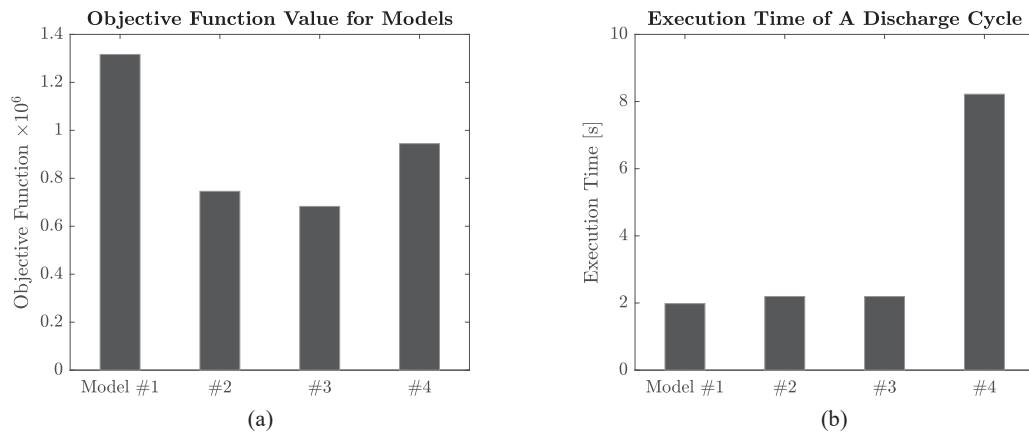 Objective Function Value for Models
Objective Function ×10⁶
1.4
1.2
1
0.8
0.6
0.4
0.2
0
Model #1 #2 #3 #4
(a)
Execution Time of A Discharge Cycle
Execution Time [s]
10
8
6
4
2
0
Model #1 #2 #3 #4
(b)